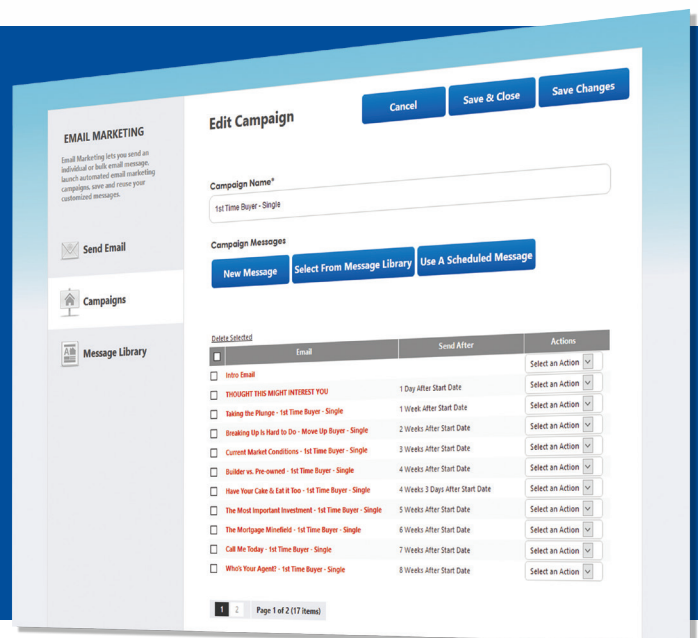 EMAIL MARKETING
Email Marketing lets you send an
individual or bulk email message,
launch automated email marketing
campaigns, save and reuse your
customized messages.
Send Email
Campaigns
Message Library
Edit Campaign
Cancel
Save & Close
Save Changes
Campaign Name*
1st Time Buyer - Single
Campaign Messages
New Message
Select From Message Library
Use A Scheduled Message
Delete Selected
Email Send After Actions
Intro Email Select an Action
THOUGHT THIS MIGHT INTEREST YOU 1 Day After Start Date Select an Action
Taking the Plunge - 1st Time Buyer - Single 1 Week After Start Date Select an Action
Breaking Up Is Hard to Do - Move Up Buyer - Single 2 Weeks After Start Date Select an Action
Current Market Conditions - 1st Time Buyer - Single 3 Weeks After Start Date Select an Action
Builder vs. Pre-owned - 1st Time Buyer - Single 4 Weeks After Start Date Select an Action
Have Your Cake & Eat it Too - 1st Time Buyer - Single 4 Weeks 3 Days After Start Date Select an Action
The Most Important Investment - 1st Time Buyer - Single 5 Weeks After Start Date Select an Action
The Mortgage Minefield - 1st Time Buyer - Single 6 Weeks After Start Date Select an Action
Call Me Today - 1st Time Buyer - Single 7 Weeks After Start Date Select an Action
Who's Your Agent? - 1st Time Buyer - Single 8 Weeks After Start Date Select an Action
1 2 Page 1 of 2 (17 items)